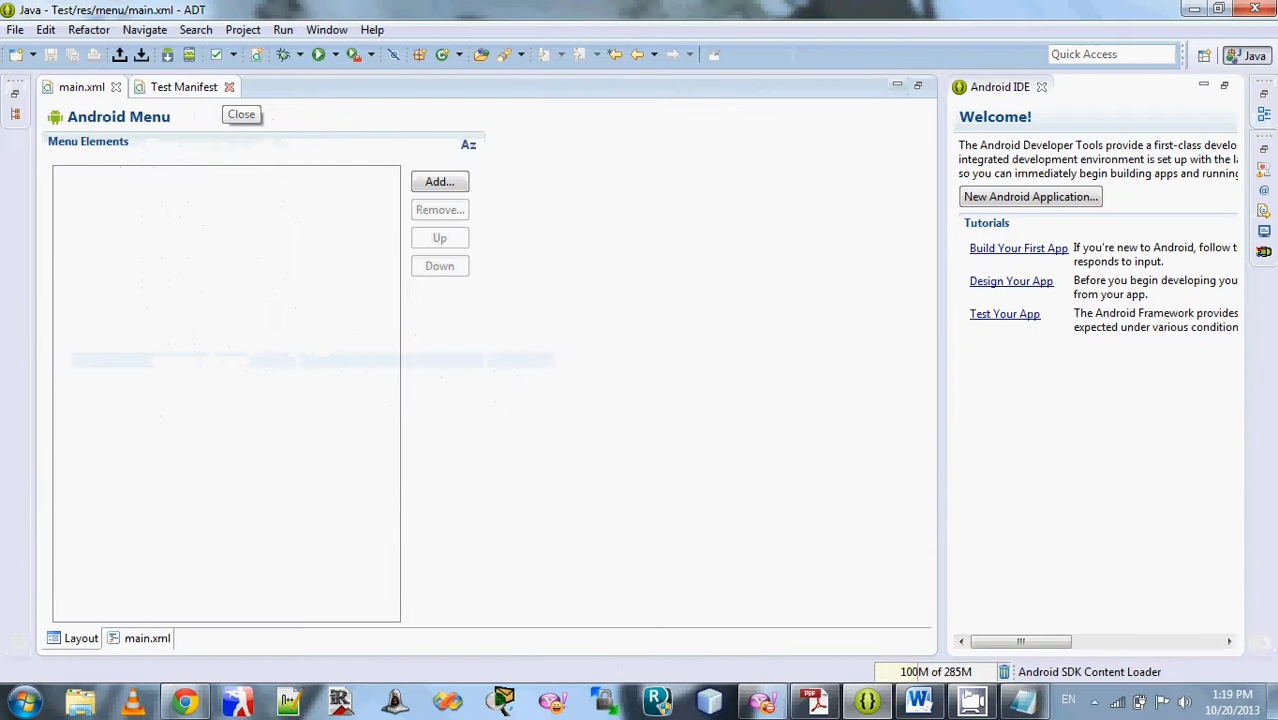 Java - Test/res/menu/main.xml - ADT
File Edit Refactor Navigate Search Project Run Window Help
Quick Access
Java
main.xml
Test Manifest
Android IDE
Close
Android Menu
Menu Elements
Add...
Remove...
Up
Down
Welcome!
The Android Developer Tools provide a first-class develo
integrated development environment is set up with the la
so you can immediately begin building apps and running
New Android Application...
Tutorials
Build Your First App
If you're new to Android, follow t
responds to input.
Design Your App
Before you begin developing you
from your app.
Test Your App
The Android Framework provides
expected under various condition
Layout
main.xml
100M of 285M
Android SDK Content Loader
EN
1:19 PM
10/20/2013